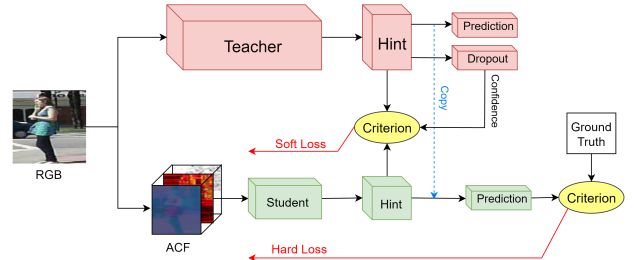 Teacher
Hint
Prediction
Dropout
Confidence
Copy
Criterion
Soft Loss
RGB
Ground
Truth
Student
Hint
Prediction
Criterion
ACF
Hard Loss